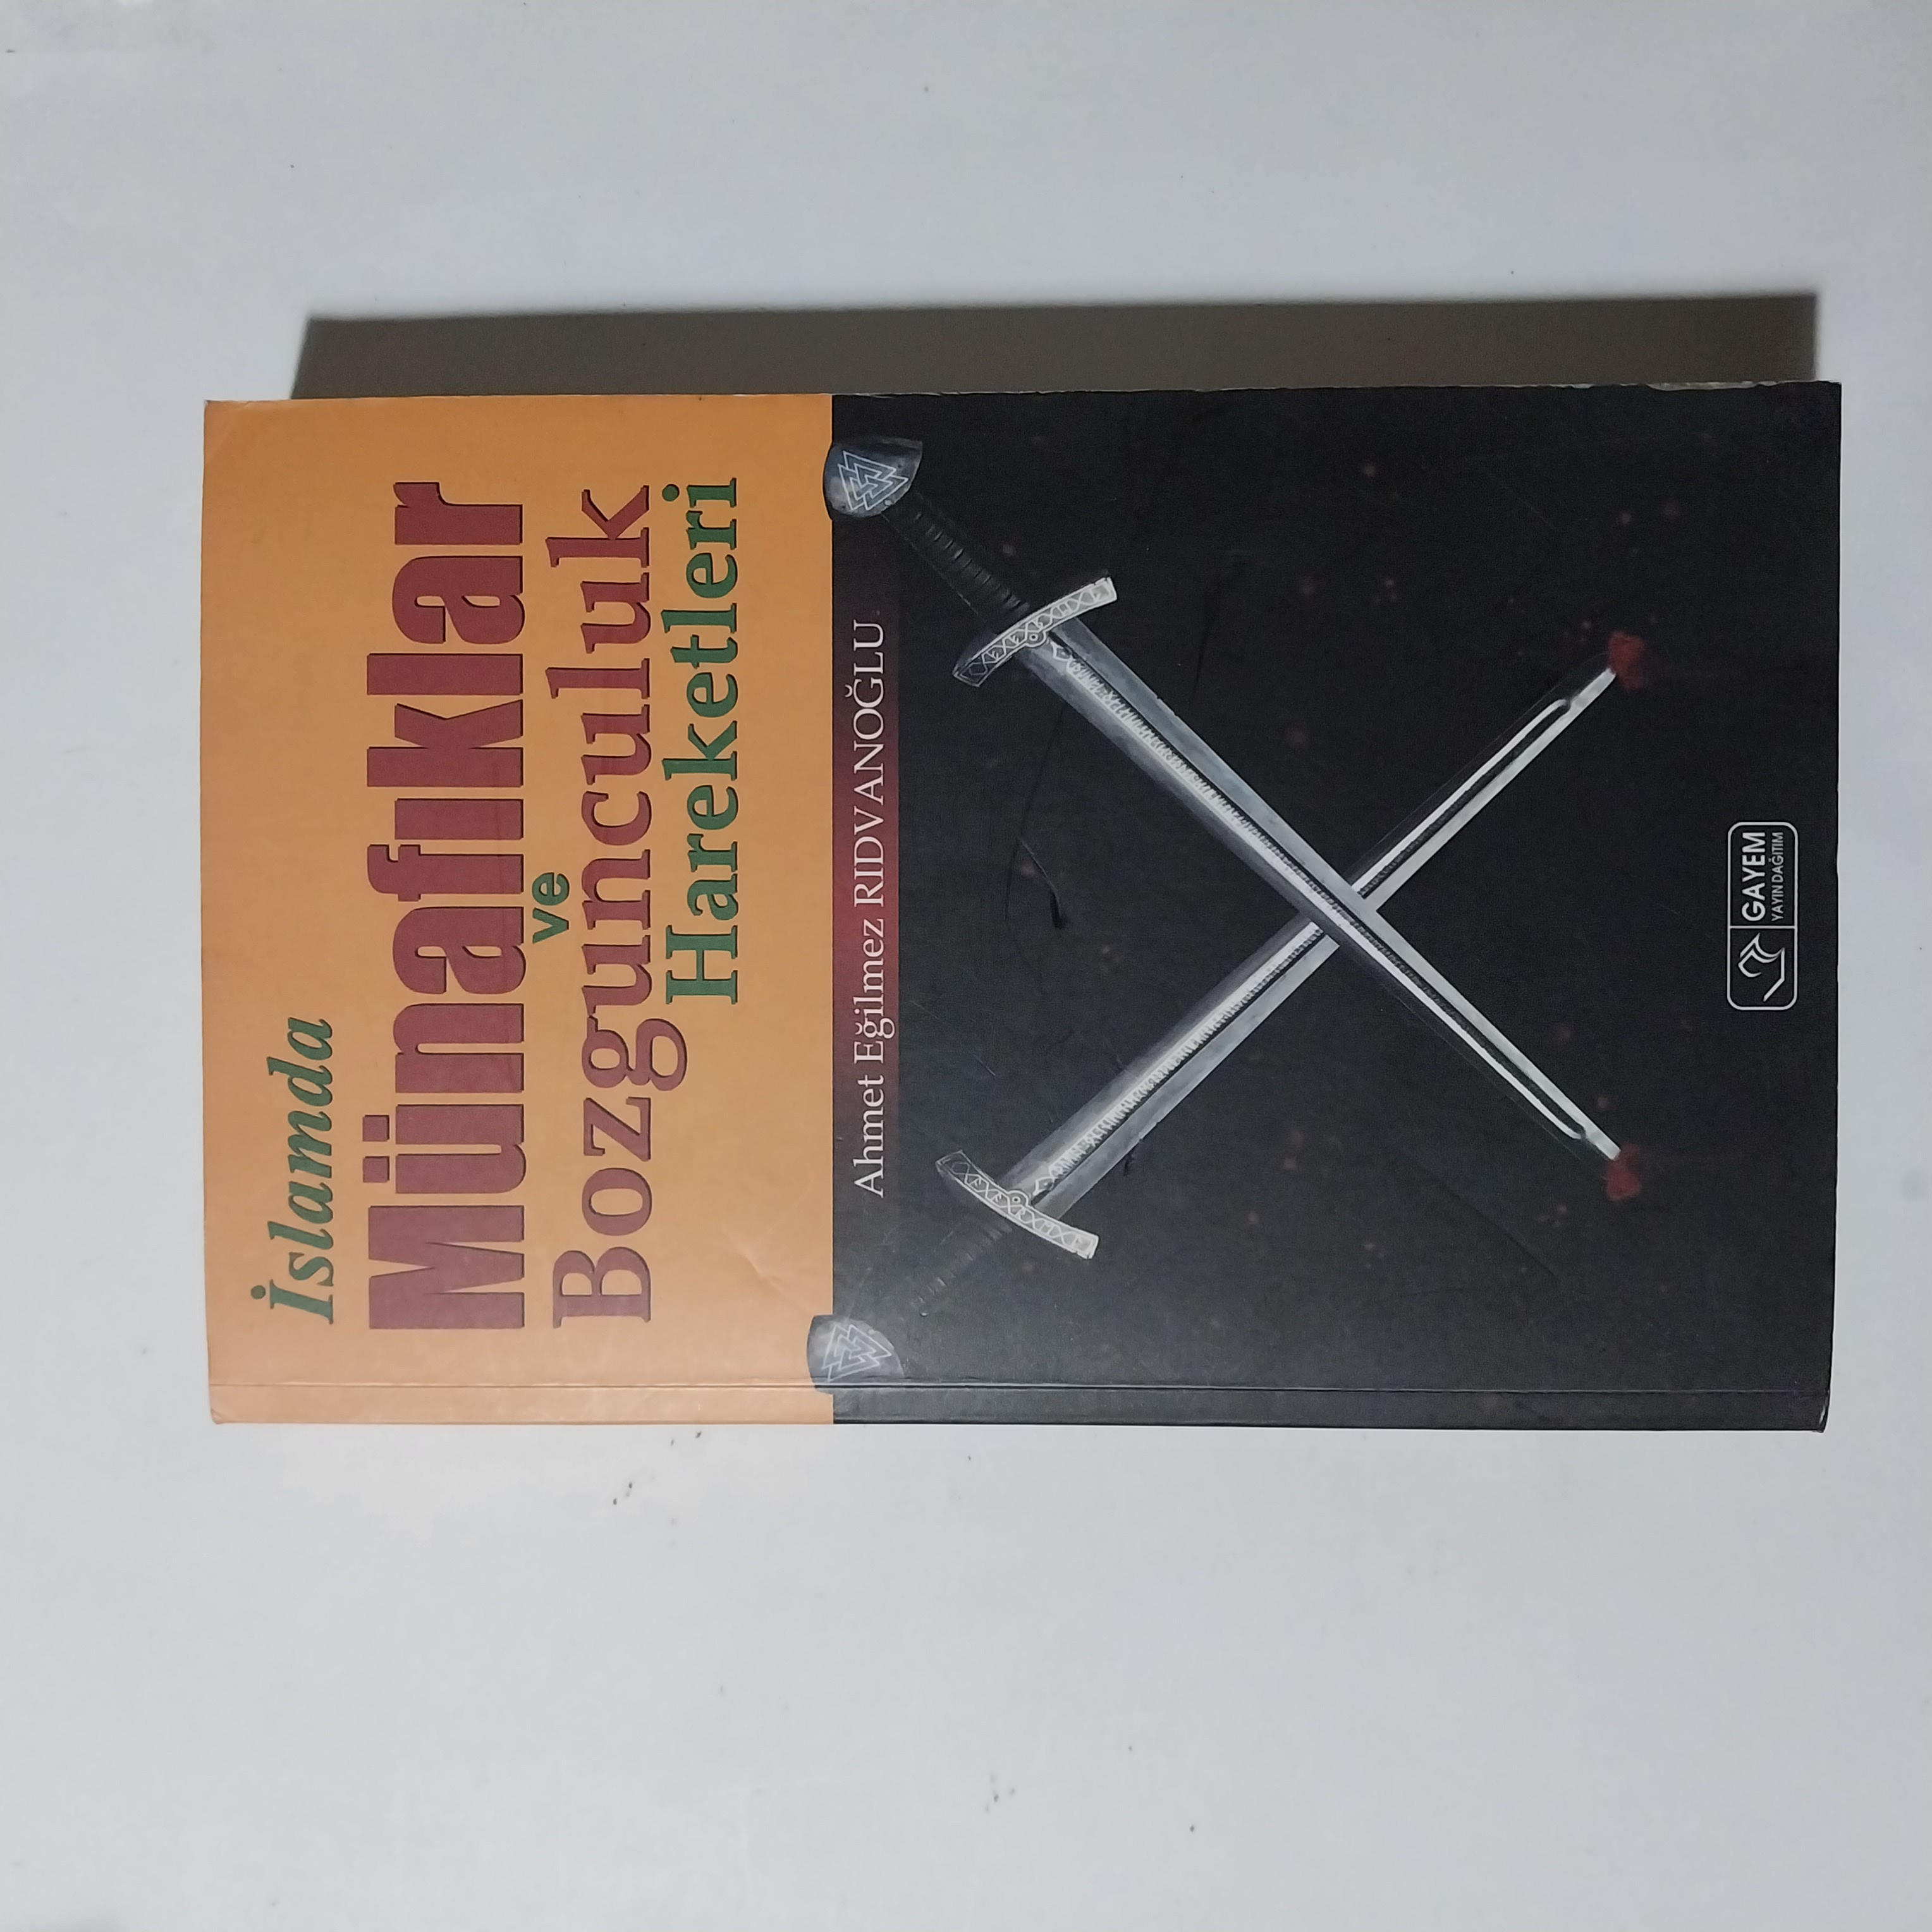 İslamda
Münafıklar
ve
Bozgunculuk
Hareketleri
Ahmet Eğilmez RIDVANOĞLU
GAYEM
YAYIN DAĞITIM